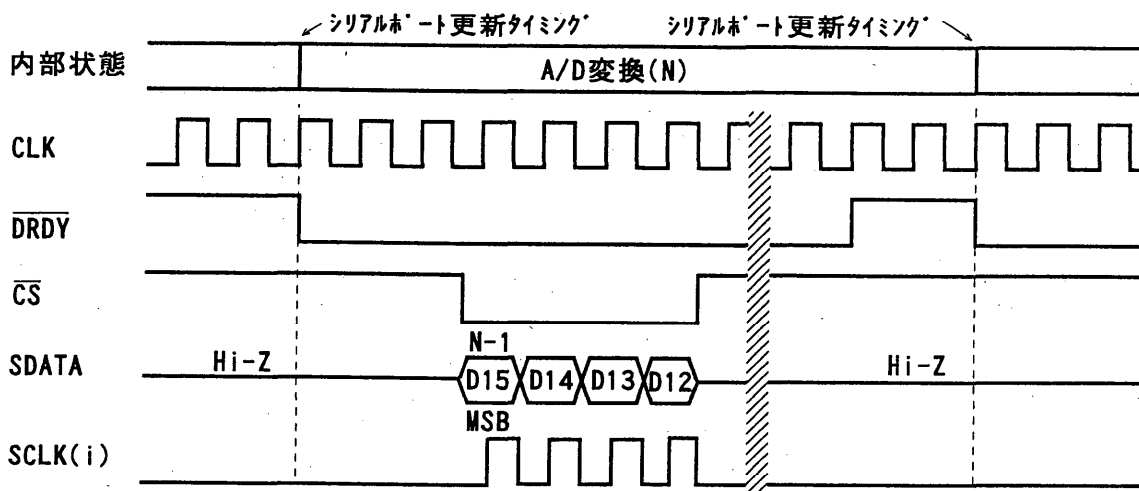 シリアルポート更新タイミング シリアルポート更新タイミング
内部状態 A/D変換(N)
CLK
DRDY
CS
N-1
SDATA Hi-Z D15 D14 D13 D12 Hi-Z
MSB
SCLK(i)